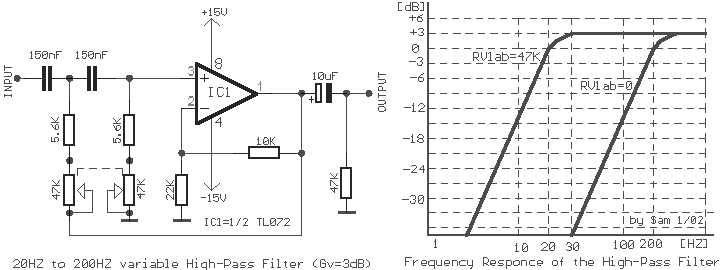 +15V
150nF 150nF
INPUT
3
8
1
IC1
2
4
10uF
+
OUTPUT
5.6K
5.6K
10K
47K
47K
22K
-15V
47K
IC1=1/2 TL072
20HZ to 200HZ variable High-Pass Filter (Gv=3dB)
[dB]
+6
+3
0
-3
-6
-12
-18
-24
-30
RV1ab=47K
RV1ab=0
by Sam 1/02
1 10 20 30 100 200 [HZ]
Frequency Responce of the High-Pass Filter